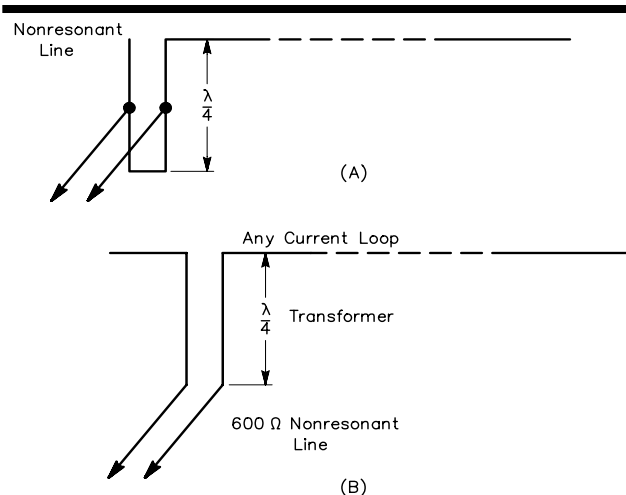 Nonresonant
Line
λ
4
(A)
Any Current Loop
λ
4
Transformer
600 Ω Nonresonant
Line
(B)